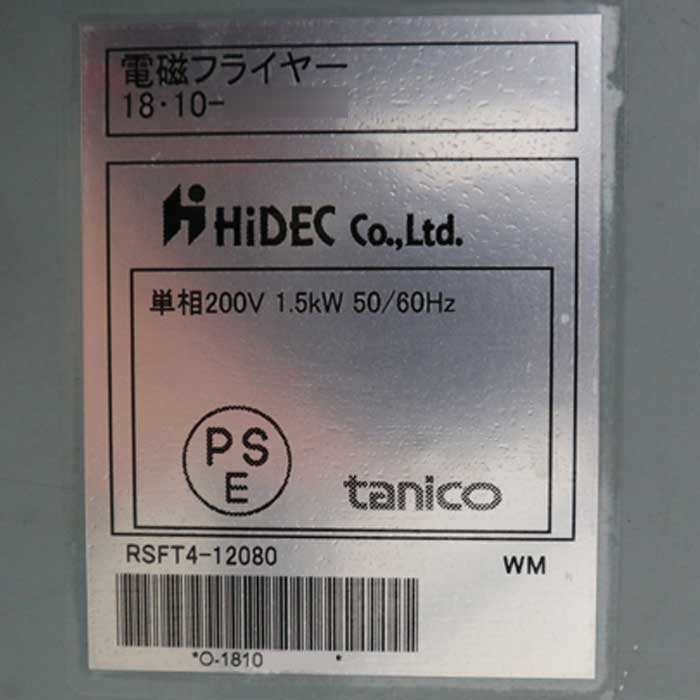 電磁フライヤー
18・10-
HiDEC Co.,Ltd.
単相200V 1.5kW 50/60Hz
PS
E
tanico
RSFT4-12080
WM
*O-1810 *